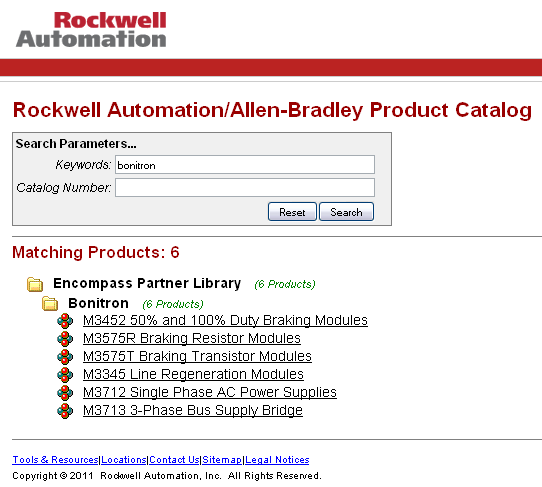 Rockwell
Automation
Rockwell Automation/Allen-Bradley Product Catalog
Search Parameters...
Keywords: bonitron
Catalog Number:
Reset Search
Matching Products: 6
Encompass Partner Library (6 Products)
Bonitron (6 Products)
M3452 50% and 100% Duty Braking Modules
M3575R Braking Resistor Modules
M3575T Braking Transistor Modules
M3345 Line Regeneration Modules
M3712 Single Phase AC Power Supplies
M3713 3-Phase Bus Supply Bridge
Tools & Resources|Locations|Contact Us|Sitemap|Legal Notices
Copyright © 2011 Rockwell Automation, Inc. All Rights Reserved.